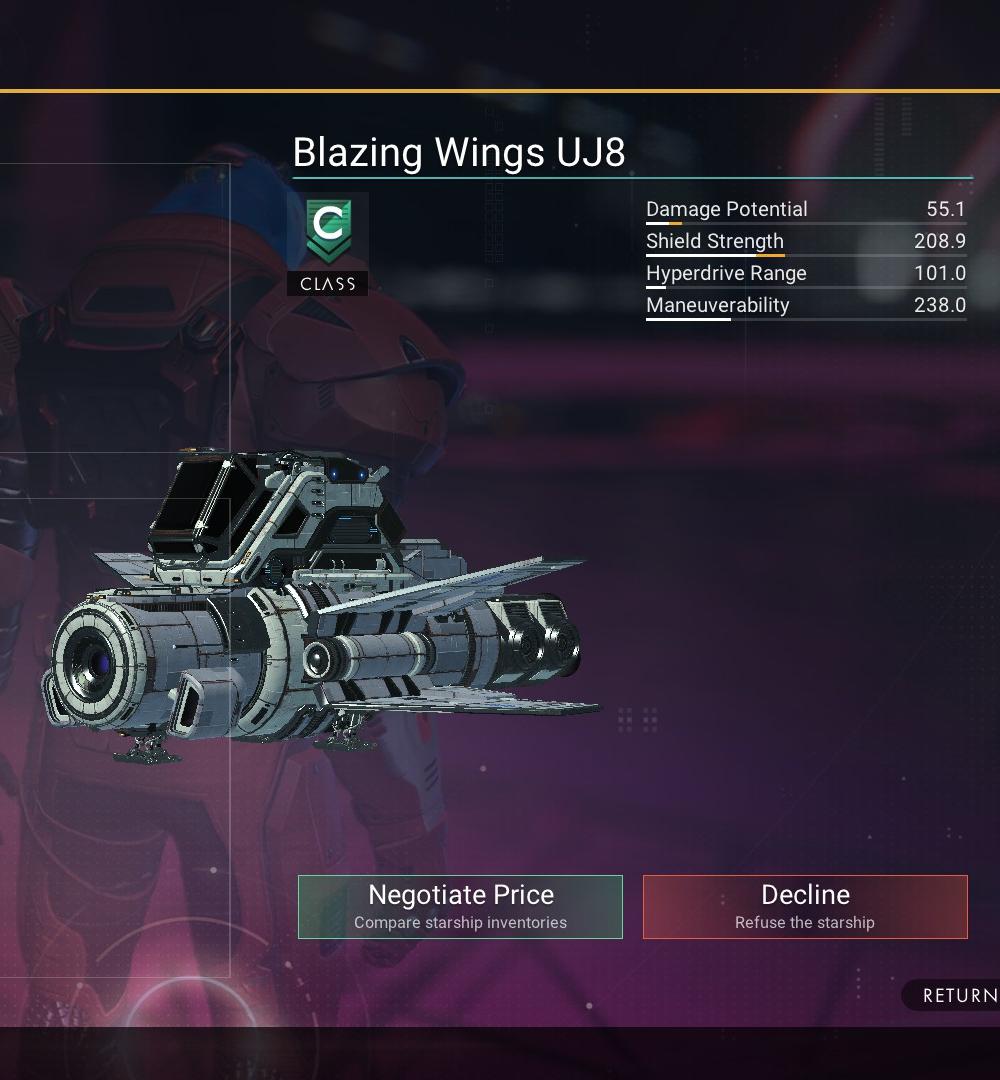 Blazing Wings UJ8
C
CLASS
Damage Potential 55.1
Shield Strength 208.9
Hyperdrive Range 101.0
Maneuverability 238.0
Negotiate Price
Compare starship inventories
Decline
Refuse the starship
RETURN